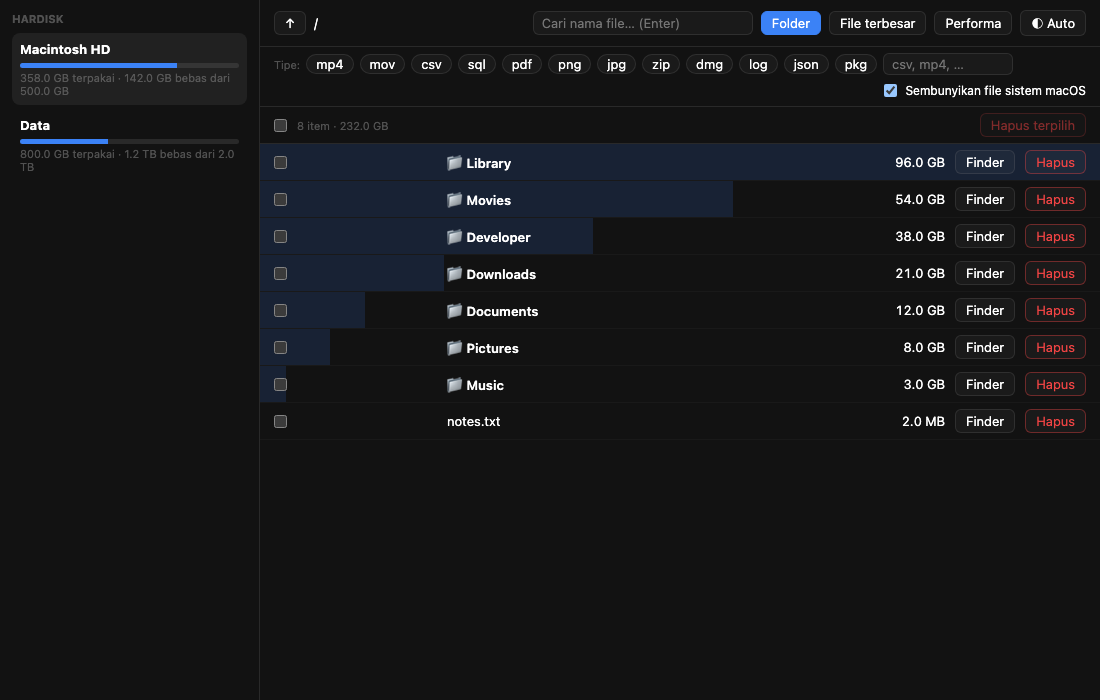 HARDISK
Macintosh HD
358.0 GB terpakai · 142.0 GB bebas dari
500.0 GB
Data
800.0 GB terpakai · 1.2 TB bebas dari 2.0
TB
↑ / Cari nama file... (Enter) Folder File terbesar Performa ◐ Auto
Tipe: mp4 mov csv sql pdf png jpg zip dmg log json pkg csv, mp4, ...
Sembunyikan file sistem macOS
8 item · 232.0 GB Hapus terpilih
Library 96.0 GB Finder Hapus
Movies 54.0 GB Finder Hapus
Developer 38.0 GB Finder Hapus
Downloads 21.0 GB Finder Hapus
Documents 12.0 GB Finder Hapus
Pictures 8.0 GB Finder Hapus
Music 3.0 GB Finder Hapus
notes.txt 2.0 MB Finder Hapus